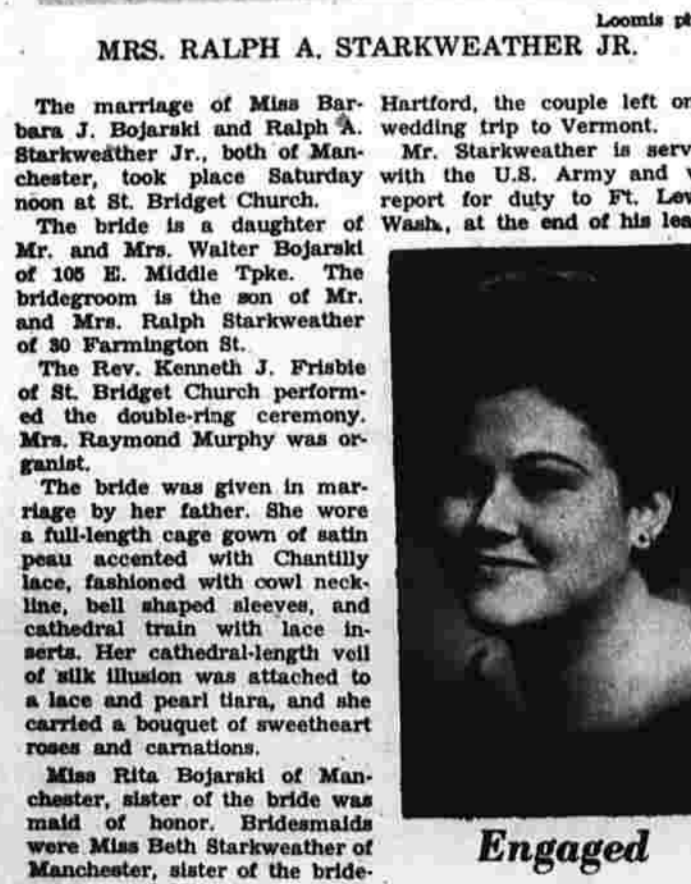 Loomis
MRS. RALPH A. STARKWEATHER JR.
The marriage of Miss Bar-
bara J. Bojarski and Ralph A.
Starkweather Jr., both of Man-
chester, took place Saturday
noon at St. Bridget Church.
The bride is a daughter of
Mr. and Mrs. Walter Bojarski
of 105 E. Middle Tpke. The
bridegroom is the son of Mr.
and Mrs. Ralph Starkweather
of 30 Farmington St.
The Rev. Kenneth J. Frisbie
of St. Bridget Church perform-
ed the double-ring ceremony.
Mrs. Raymond Murphy was or-
ganist.
The bride was given in mar-
riage by her father. She wore
a full-length cage gown of satin
peau accented with Chantilly
lace, fashioned with cowl neck-
line, bell shaped sleeves, and
cathedral train with lace in-
serts. Her cathedral-length veil
of silk illusion was attached to
a lace and pearl tiara, and she
carried a bouquet of sweetheart
roses and carnations.
Miss Rita Bojarski of Man-
chester, sister of the bride was
maid of honor. Bridesmaids
were Miss Beth Starkweather of
Manchester, sister of the bride-
Hartford, the couple left on
wedding trip to Vermont.
Mr. Starkweather is serv
with the U.S. Army and
report for duty to Ft. Lew
Wash., at the end of his lea
Engaged